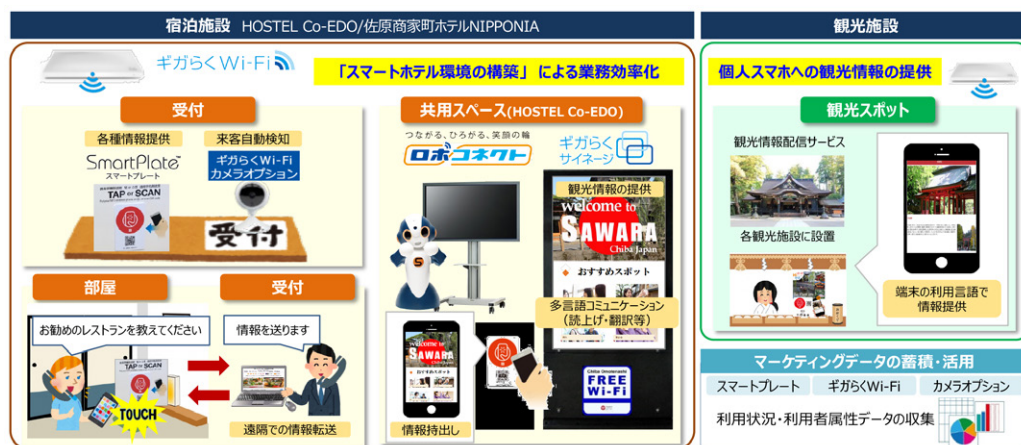 宿泊施設 HOSTEL Co-EDO/佐原商家町ホテルNIPPONIA
ギガらくWi-Fi
「スマートホテル環境の構築」による業務効率化
受付
各種情報提供
SmartPlate™
スマートプレート
TAP or SCAN
来客自動検知
ギガらくWi-Fi
カメラオプション
受付
共用スペース(HOSTEL Co-EDO)
つながる、ひろがる、笑顔の輪
ロボコネクト
ギガらく
サイネージ
観光情報の提供
welcome to
SAWARA
Chiba Japan
おすすめスポット
多言語コミュニケーション
(読上げ・翻訳等)
部屋
受付
お勧めのレストランを教えてください
情報を送ります
TAP or SCAN
TOUCH
遠隔での情報転送
welcome to
SAWARA
おすすめスポット
情報持出し
FREE
Wi-Fi
観光施設
個人スマホへの観光情報の提供
観光スポット
観光情報配信サービス
各観光施設に設置
端末の利用言語で
情報提供
マーケティングデータの蓄積・活用
スマートプレート
ギガらくWi-Fi
カメラオプション
利用状況・利用者属性データの収集